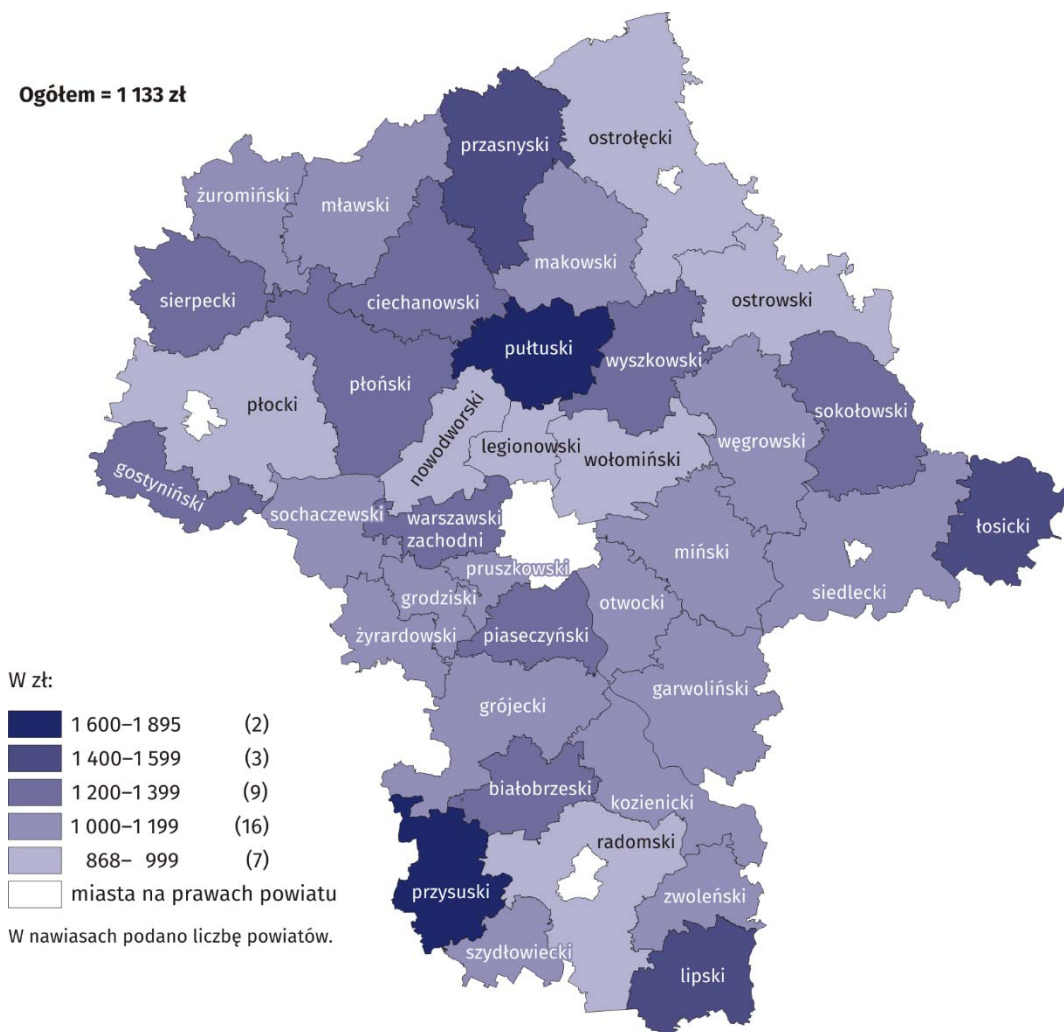 Ogółem = 1 133 zł
przasnyski
ostrołęcki
żuromiński
mławski
makowski
sierpecki
ciechanowski
ostrowski
pułtuski
wyszkowski
płoński
płocki
nowodworski
legionowski
wołomiński
węgrowski
sokołowski
gostyniński
sochaczewski
warszawski
zachodni
łosicki
miński
pruszkowski
siedlecki
grodziski
otwocki
żyrardowski
piaseczyński
garwoliński
grójecki
białobrzeski
kozienicki
radomski
przysuski
zwoleński
szydłowiecki
lipski
W zł:
1 600–1 895 (2)
1 400–1 599 (3)
1 200–1 399 (9)
1 000–1 199 (16)
868– 999 (7)
miasta na prawach powiatu
W nawiasach podano liczbę powiatów.